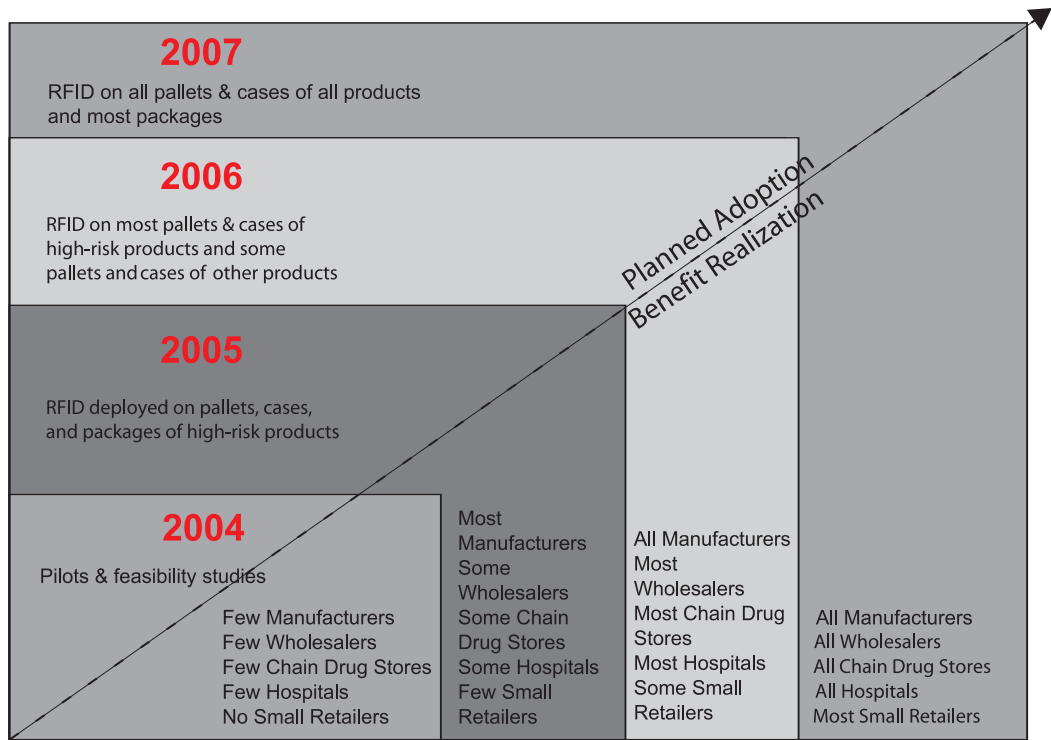 2007
RFID on all pallets & cases of all products
and most packages
2006
RFID on most pallets & cases of
high-risk products and some
pallets and cases of other products
Planned Adoption
Benefit Realization
2005
RFID deployed on pallets, cases,
and packages of high-risk products
2004
Pilots & feasibility studies
Few Manufacturers
Few Wholesalers
Few Chain Drug Stores
Few Hospitals
No Small Retailers
Most
Manufacturers
Some
Wholesalers
Some Chain
Drug Stores
Some Hospitals
Few Small
Retailers
All Manufacturers
Most
Wholesalers
Most Chain Drug
Stores
Most Hospitals
Some Small
Retailers
All Manufacturers
All Wholesalers
All Chain Drug Stores
All Hospitals
Most Small Retailers